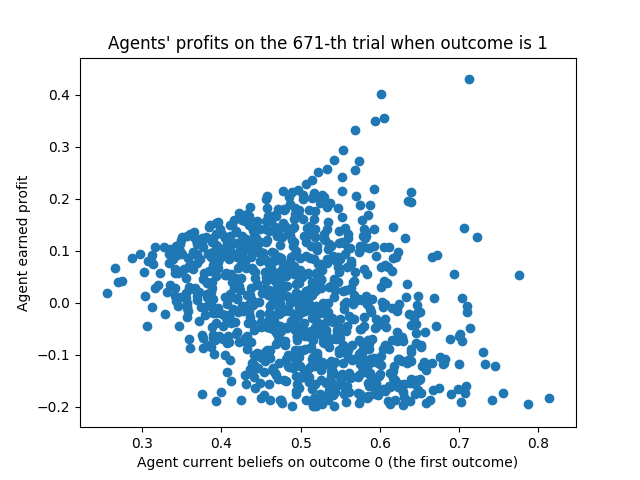 Agents' profits on the 671-th trial when outcome is 1
0.4
0.3
0.2
0.1
0.0
−0.1
−0.2
Agent earned profit
0.3 0.4 0.5 0.6 0.7 0.8
Agent current beliefs on outcome 0 (the first outcome)